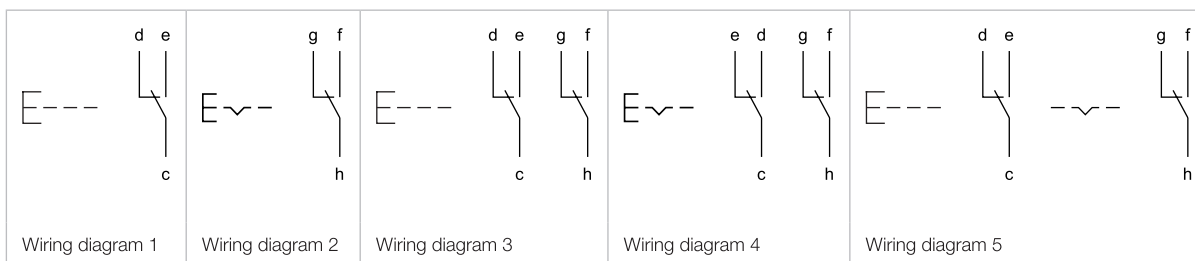 d e g f d e g f e d g f d e g f
c h c h c h c h
Wiring diagram 1 Wiring diagram 2 Wiring diagram 3 Wiring diagram 4 Wiring diagram 5